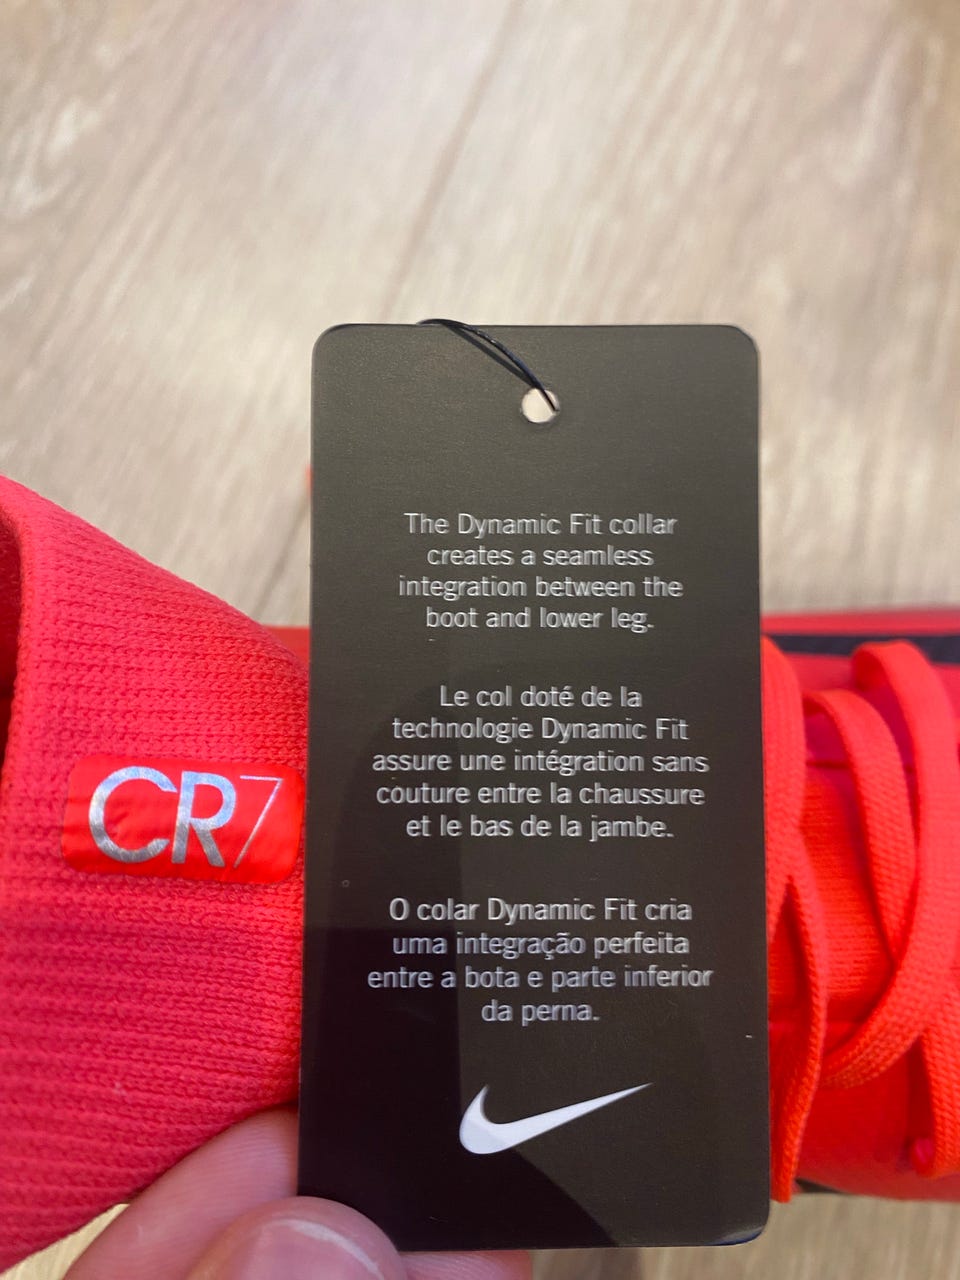 The Dynamic Fit collar
creates a seamless
integration between the
boot and lower leg.
Le col doté de la
technologie Dynamic Fit
assure une intégration sans
couture entre la chaussure
et le bas de la jambe.
O colar Dynamic Fit cria
uma integração perfeita
entre a bota e parte inferior
da perna.
CR7